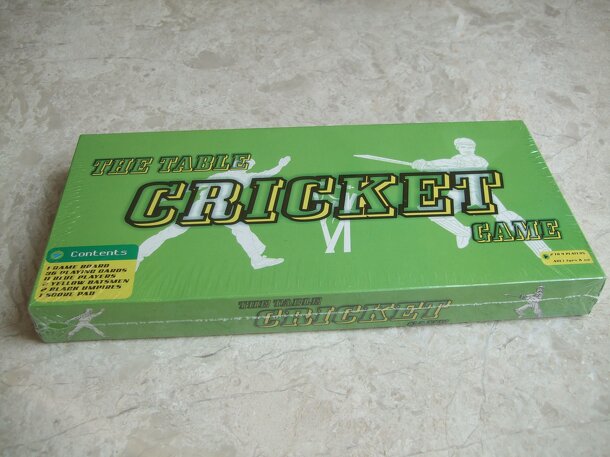 THE TABLE
CRICKET
GAME
Contents
1 GAME BOARD
36 PLAYING CARDS
11 BLUE PLAYERS
2 YELLOW BATSMEN
2 BLACK UMPIRES
1 SCORE PAD
PLAYERS
THE TABLE
CRICKET
GAME